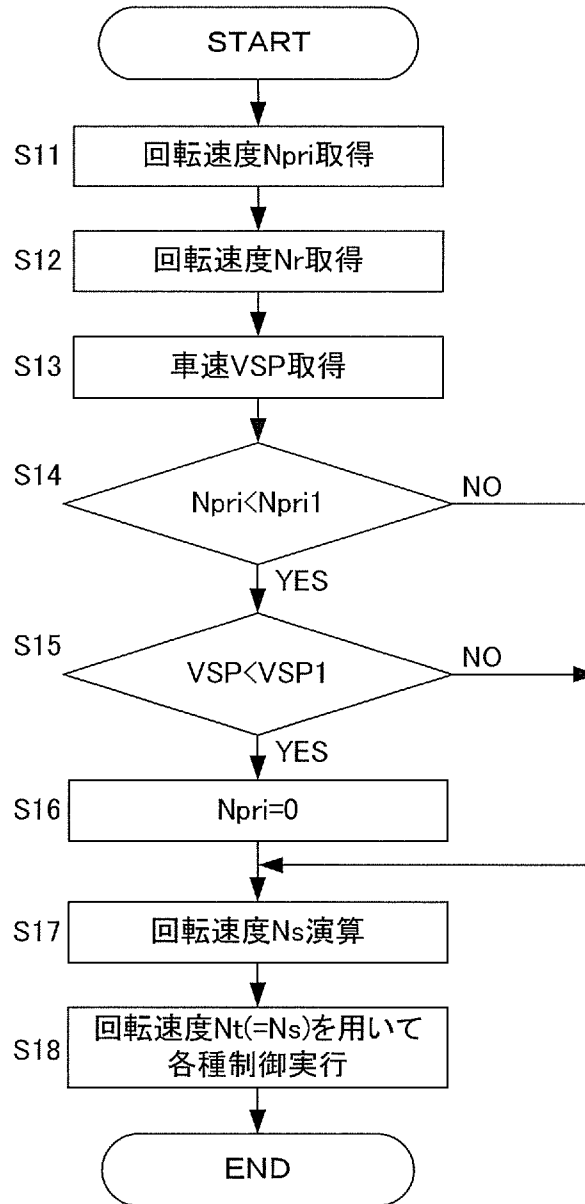 START
S11
回転速度Npri取得
S12
回転速度Nr取得
S13
車速VSP取得
S14
Npri<Npri1
NO
YES
S15
VSP<VSP1
NO
YES
S16
Npri=0
S17
回転速度Ns演算
S18
回転速度Nt(=Ns)を用いて
各種制御実行
END